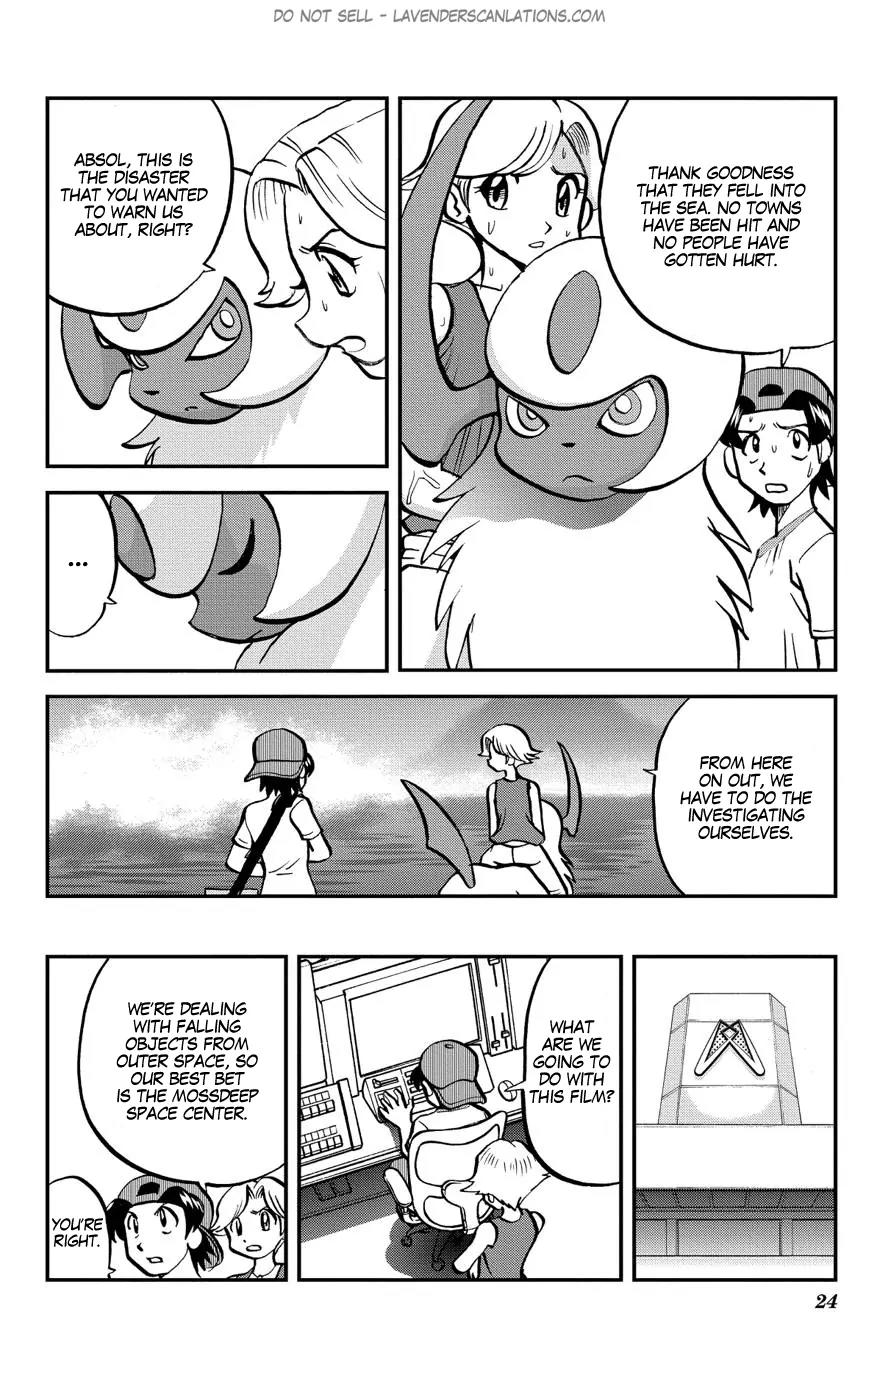 DO NOT SELL - LAVENDERSCANLATIONS.COM
THANK GOODNESS
THAT THEY FELL INTO
THE SEA. NO TOWNS
HAVE BEEN HIT AND
NO PEOPLE HAVE
GOTTEN HURT.
ABSOL, THIS IS
THE DISASTER
THAT YOU WANTED
TO WARN US
ABOUT, RIGHT?
...
FROM HERE
ON OUT, WE
HAVE TO DO THE
INVESTIGATING
OURSELVES.
WHAT
ARE WE
GOING TO
DO WITH
THIS FILM?
WE'RE DEALING
WITH FALLING
OBJECTS FROM
OUTER SPACE, SO
OUR BEST BET
IS THE MOSSDEEP
SPACE CENTER.
YOU'RE
RIGHT.
24